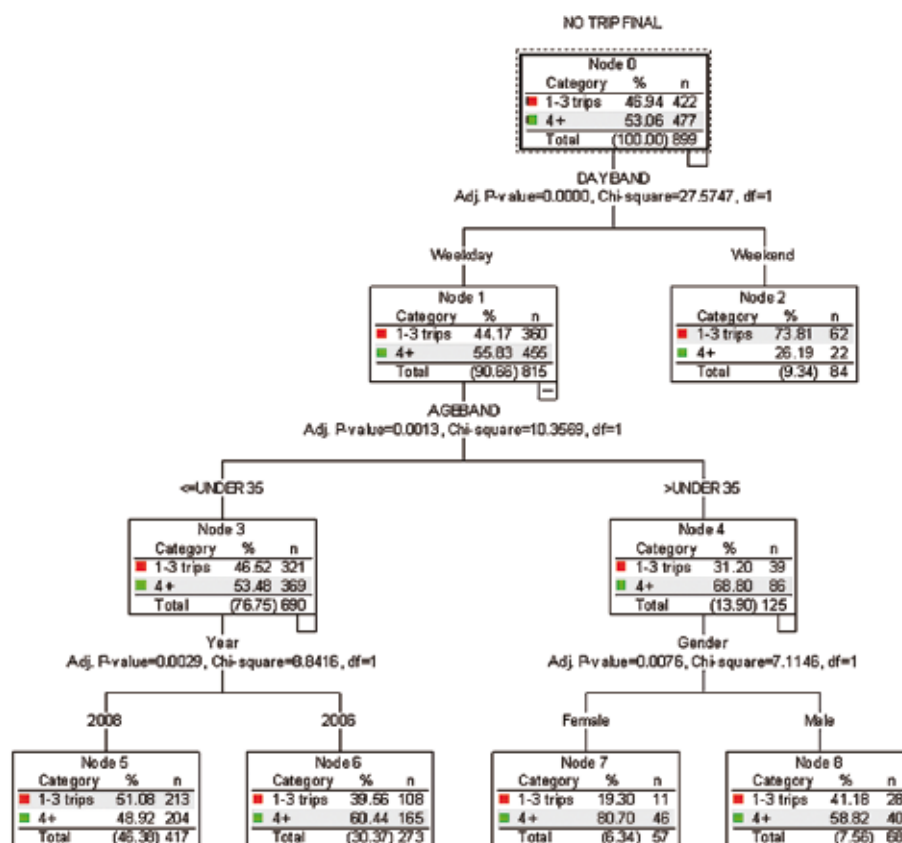 NO TRIP FINAL
Node 0
Category % n
1-3 trips 46.94 422
4+ 53.06 477
Total (100.00) 899
DAYBAND
Adj. P-value=0.0000, Chi-square=27.5747, df=1
Weekday
Weekend
Node 1
Category % n
1-3 trips 44.17 360
4+ 55.83 455
Total (90.66) 815
Node 2
Category % n
1-3 trips 73.81 62
4+ 26.19 22
Total (9.34) 84
AGEBAND
Adj. P-value=0.0013, Chi-square=10.3569, df=1
<=UNDER 35
>UNDER 35
Node 3
Category % n
1-3 trips 46.52 321
4+ 53.48 369
Total (76.75) 690
Node 4
Category % n
1-3 trips 31.20 39
4+ 68.80 86
Total (13.90) 125
Year
Adj. P-value=0.0029, Chi-square=8.8416, df=1
Gender
Adj. P-value=0.0076, Chi-square=7.1146, df=1
2008
2006
Female
Male
Node 5
Category % n
1-3 trips 51.08 213
4+ 48.92 204
Total (46.38) 417
Node 6
Category % n
1-3 trips 39.56 108
4+ 60.44 165
Total (30.37) 273
Node 7
Category % n
1-3 trips 19.30 11
4+ 80.70 46
Total (6.34) 57
Node 8
Category % n
1-3 trips 41.18 28
4+ 58.82 40
Total (7.56) 68